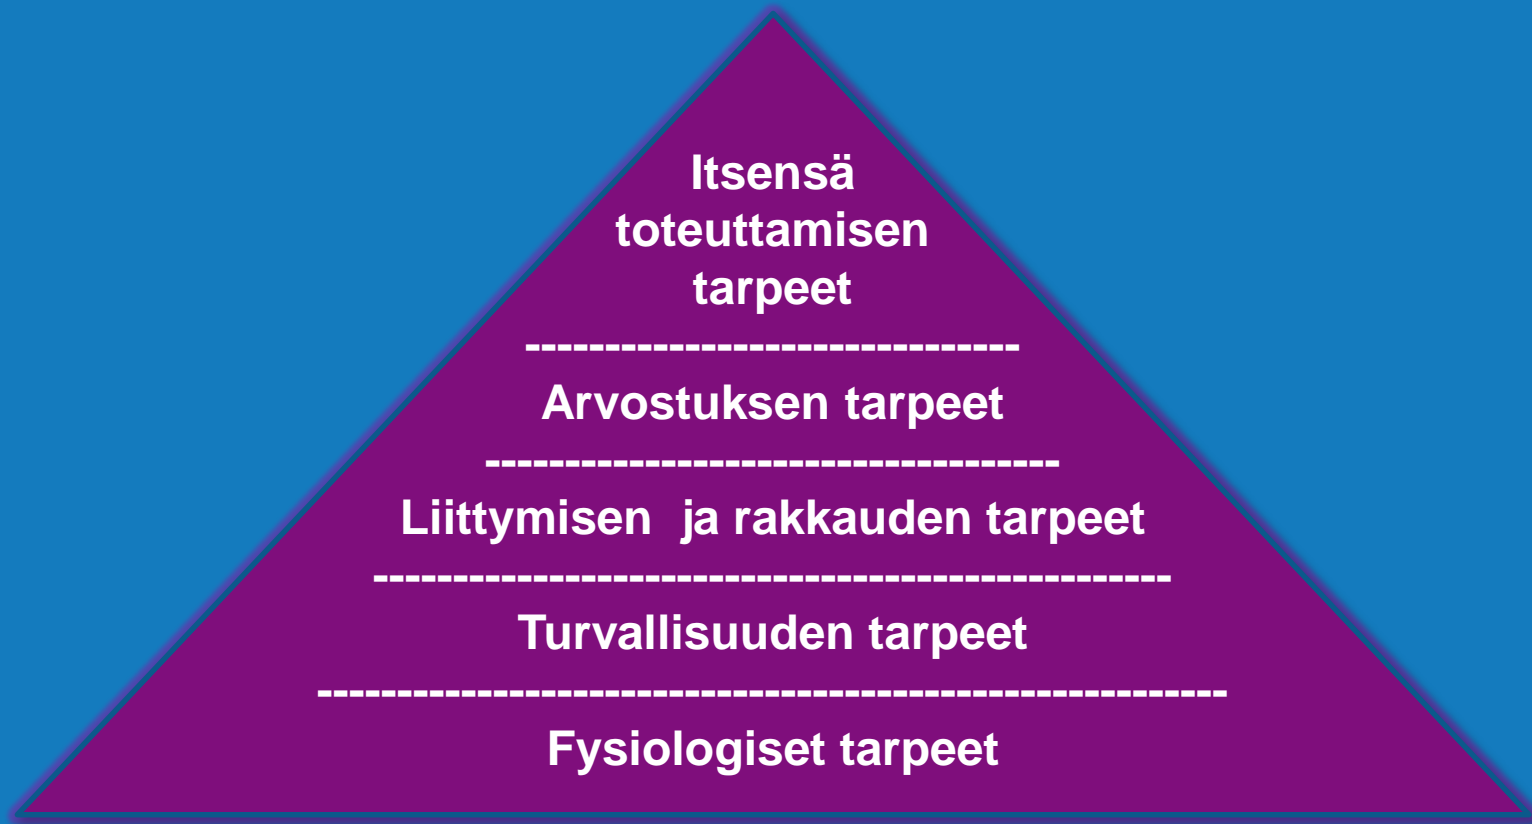 Itsensä
toteuttamisen
tarpeet
-------------------------------
Arvostuksen tarpeet
------------------------------------
Liittymisen  ja rakkauden tarpeet
--------------------------------------------------
Turvallisuuden tarpeet
---------------------------------------------------------
Fysiologiset tarpeet